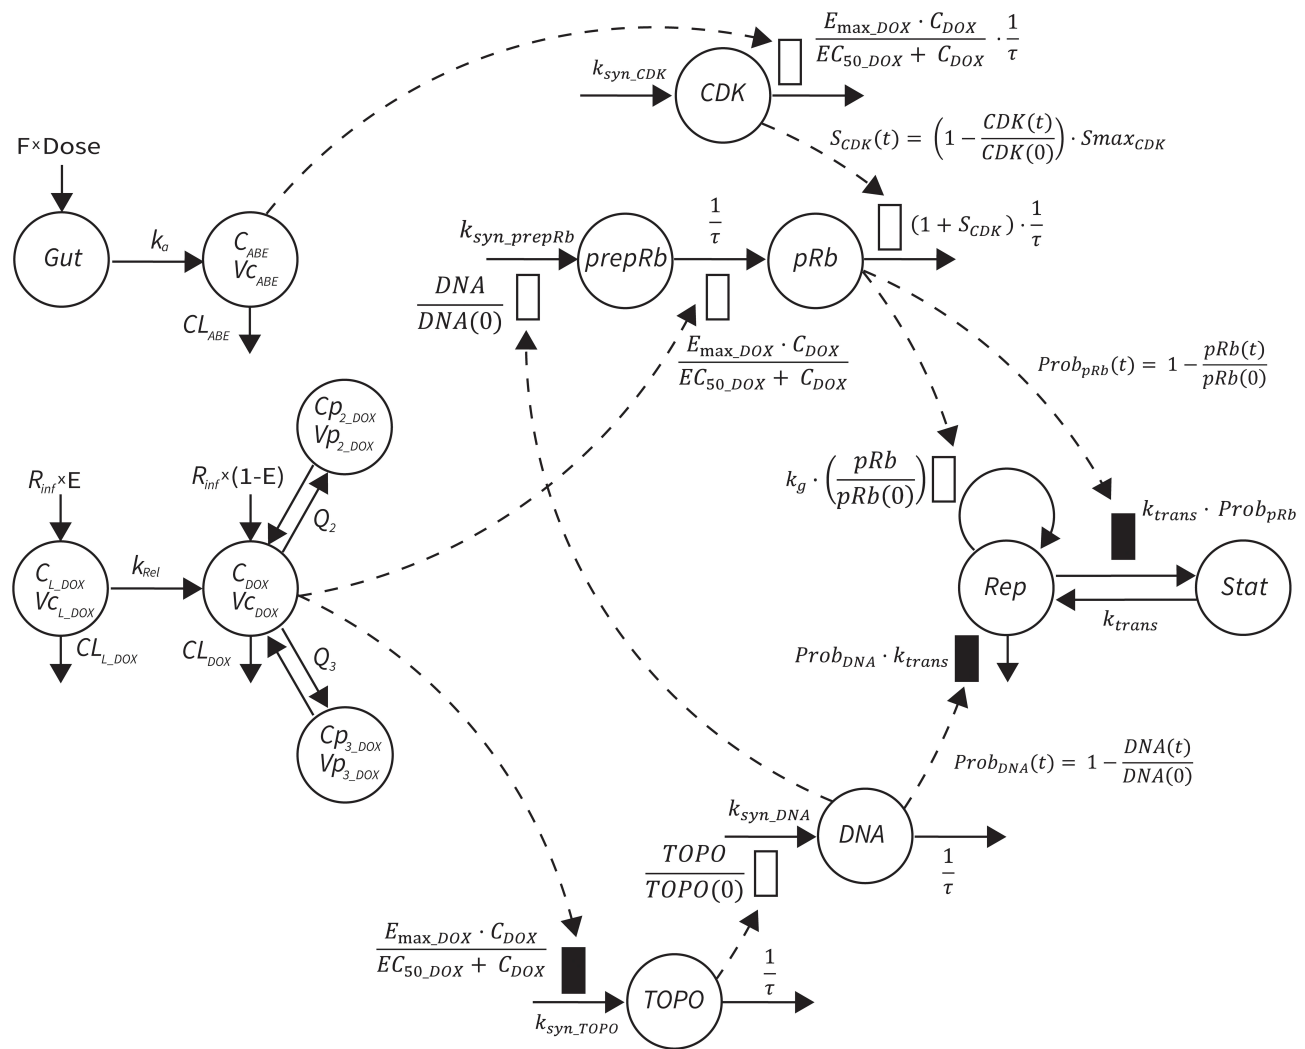 E_max_DOX · C_DOX / EC_50_DOX + C_DOX · 1/τ
k_syn_CDK
CDK
S_CDK(t) = (1 − CDK(t)/CDK(0)) · Smax_CDK
F×Dose
Gut
k_a
C_ABE
Vc_ABE
CL_ABE
k_syn_prepRb
DNA/DNA(0)
prepRb
1/τ
pRb
(1 + S_CDK) · 1/τ
E_max_DOX · C_DOX / EC_50_DOX + C_DOX
Prob_pRb(t) = 1 − pRb(t)/pRb(0)
Cp_2_DOX
Vp_2_DOX
R_inf×E
R_inf×(1-E)
Q_2
C_L_DOX
Vc_L_DOX
k_Rel
C_DOX
Vc_DOX
CL_L_DOX
CL_DOX
Q_3
Cp_3_DOX
Vp_3_DOX
k_g · (pRb/pRb(0))
k_trans · Prob_pRb
Rep
Stat
k_trans
Prob_DNA · k_trans
Prob_DNA(t) = 1 − DNA(t)/DNA(0)
k_syn_DNA
DNA
1/τ
TOPO/TOPO(0)
E_max_DOX · C_DOX / EC_50_DOX + C_DOX
k_syn_TOPO
TOPO
1/τ